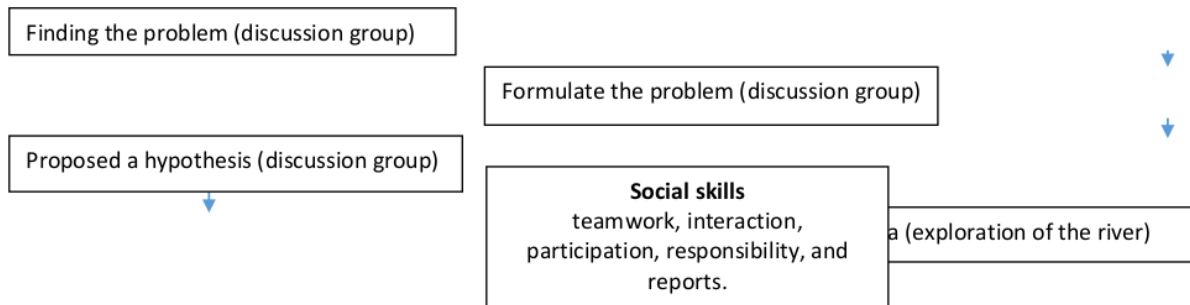 Finding the problem (discussion group)
Formulate the problem (discussion group)
Proposed a hypothesis (discussion group)
Social skills
teamwork, interaction,
participation, responsibility, and
reports.
(exploration of the river)